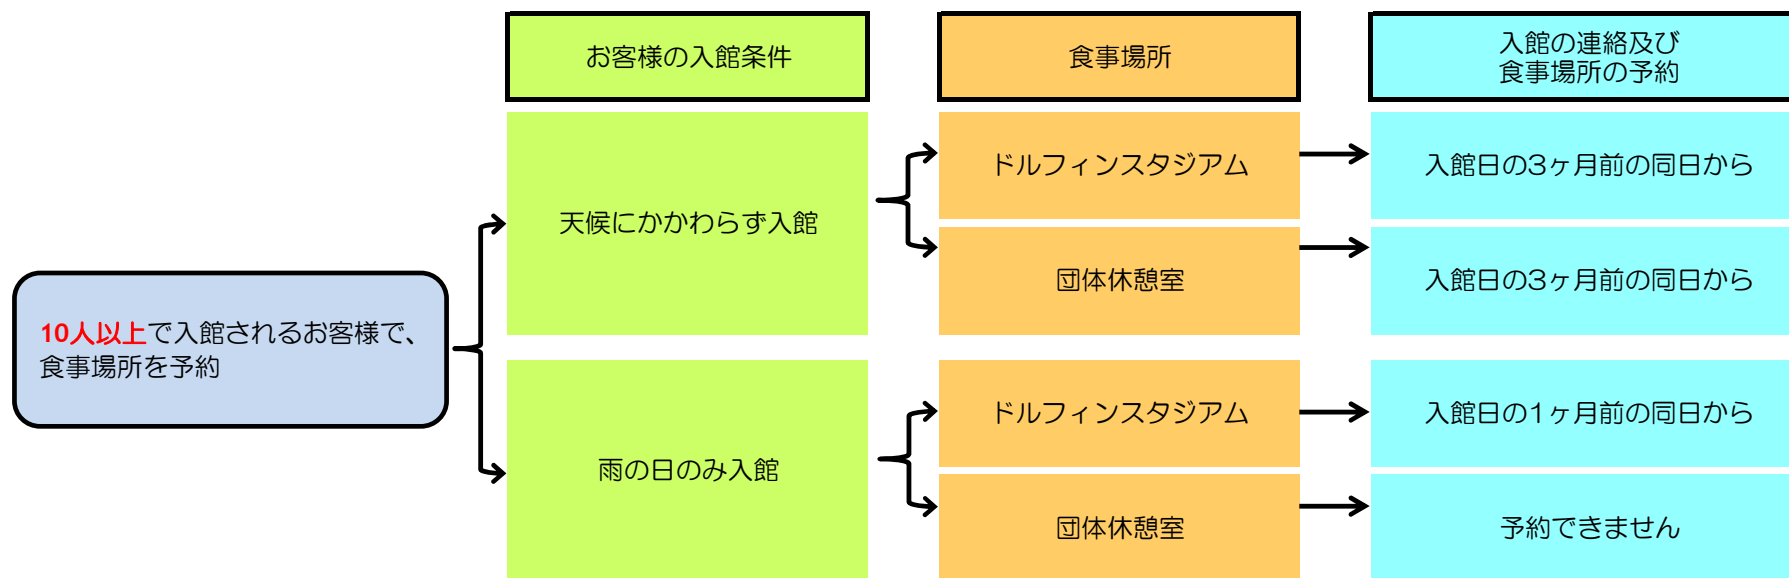 お客様の入館条件
食事場所
入館の連絡及び
食事場所の予約
10人以上で入館されるお客様で、
食事場所を予約
天候にかかわらず入館
ドルフィンスタジアム
入館日の3ヶ月前の同日から
団体休憩室
入館日の3ヶ月前の同日から
雨の日のみ入館
ドルフィンスタジアム
入館日の1ヶ月前の同日から
団体休憩室
予約できません